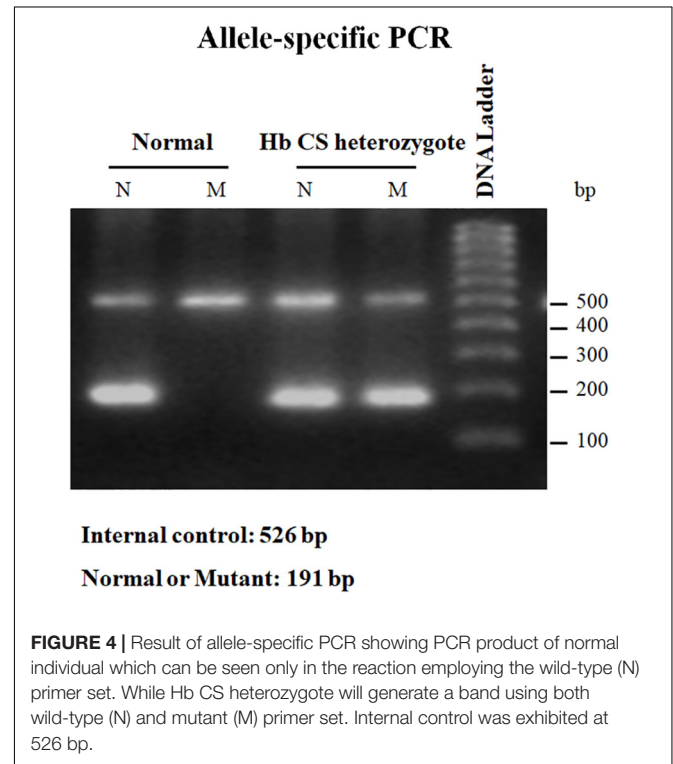 Allele-specific PCR
Normal
Hb CS heterozygote
DNA Ladder
N
M
N
M
bp
500
400
300
200
100
Internal control: 526 bp
Normal or Mutant: 191 bp
FIGURE 4 | Result of allele-specific PCR showing PCR product of normal
individual which can be seen only in the reaction employing the wild-type (N)
primer set. While Hb CS heterozygote will generate a band using both
wild-type (N) and mutant (M) primer set. Internal control was exhibited at
526 bp.